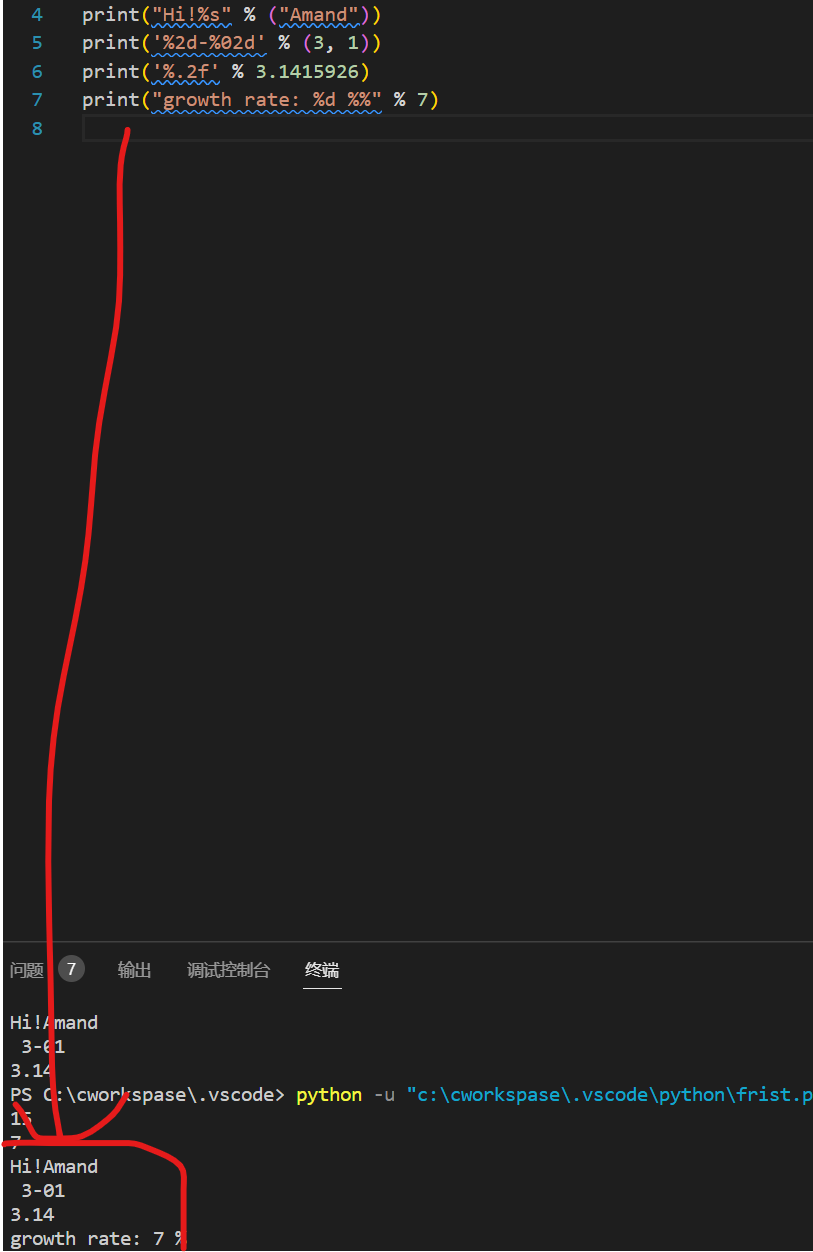 4 print("Hi!%s" % ("Amand"))
5 print('%2d-%02d' % (3, 1))
6 print('%.2f' % 3.1415926)
7 print("growth rate: %d %%" % 7)
8
问题 7 输出 调试控制台 终端
Hi!Amand
3-01
3.14
PS C:\cworkspase\.vscode> python -u "c:\cworkspase\.vscode\python\frist.p
15
7
Hi!Amand
3-01
3.14
growth rate: 7 %